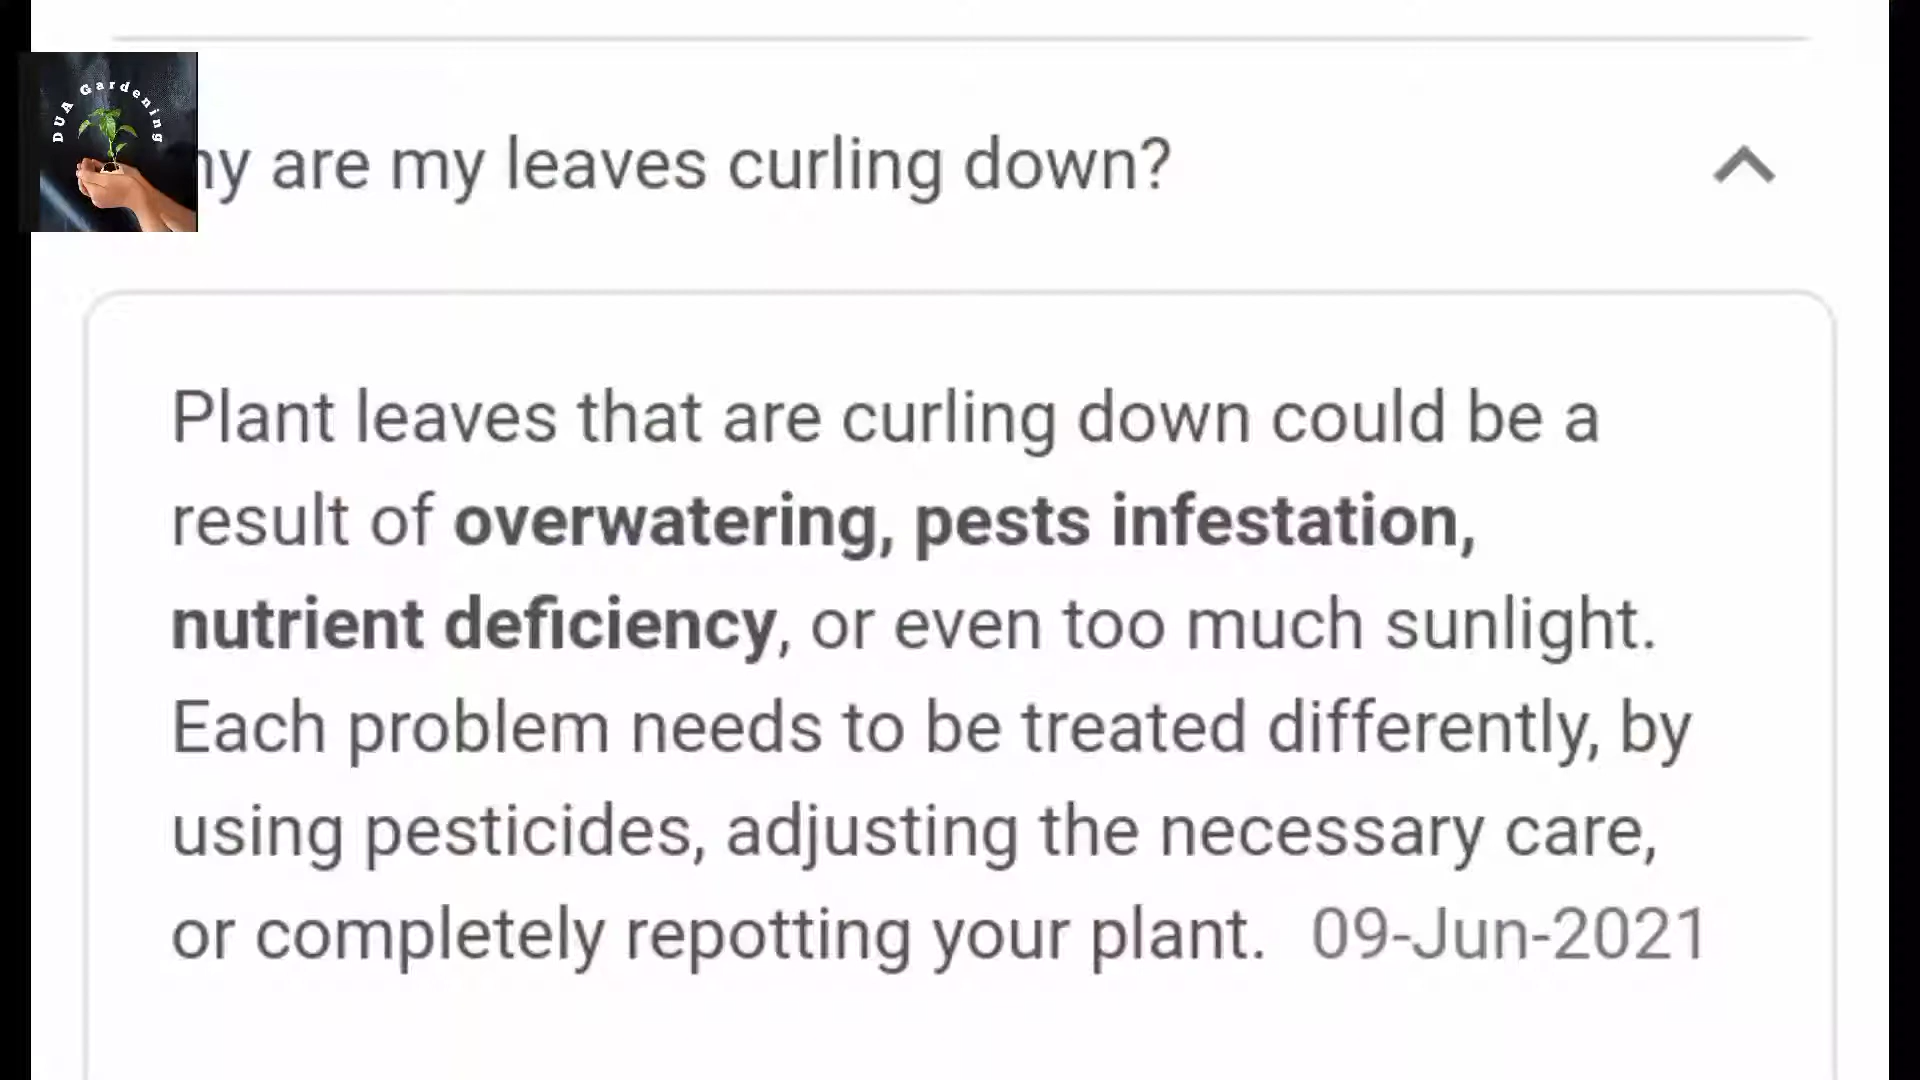 DUA Gardening
hy are my leaves curling down?
Plant leaves that are curling down could be a
result of overwatering, pests infestation,
nutrient deficiency, or even too much sunlight.
Each problem needs to be treated differently, by
using pesticides, adjusting the necessary care,
or completely repotting your plant. 09-Jun-2021